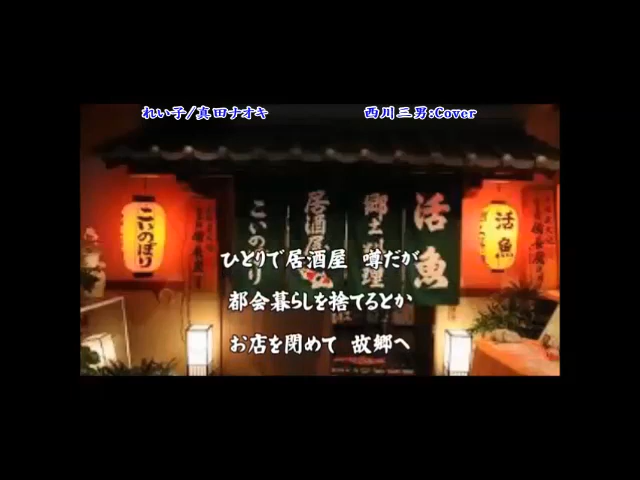 れい子/真田ナオキ
西川三男:Cover
こいのぼり
こいのぼり
居酒屋
郷土料理
活魚
活魚
ひとりで居酒屋 噂だが
都会暮らしを捨てるとか
お店を閉めて 故郷へ